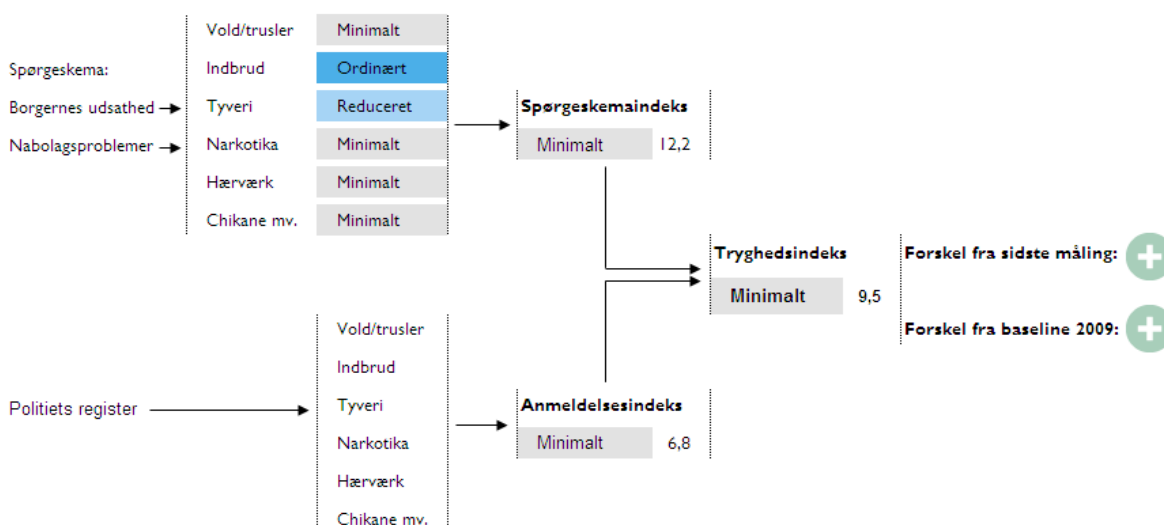 Vold/trusler Minimalt
Spørgeskema:
Indbrud Ordinært
Borgernes udsathed
Tyveri Reduceret
Nabolagsproblemer
Narkotika Minimalt
Hærværk Minimalt
Chikane mv. Minimalt
Spørgeskemaindeks
Minimalt 12,2
Tryghedsindeks
Minimalt 9,5
Forskel fra sidste måling:
Forskel fra baseline 2009:
Politiets register
Vold/trusler
Indbrud
Tyveri
Narkotika
Hærværk
Chikane mv.
Anmeldelsesindeks
Minimalt 6,8